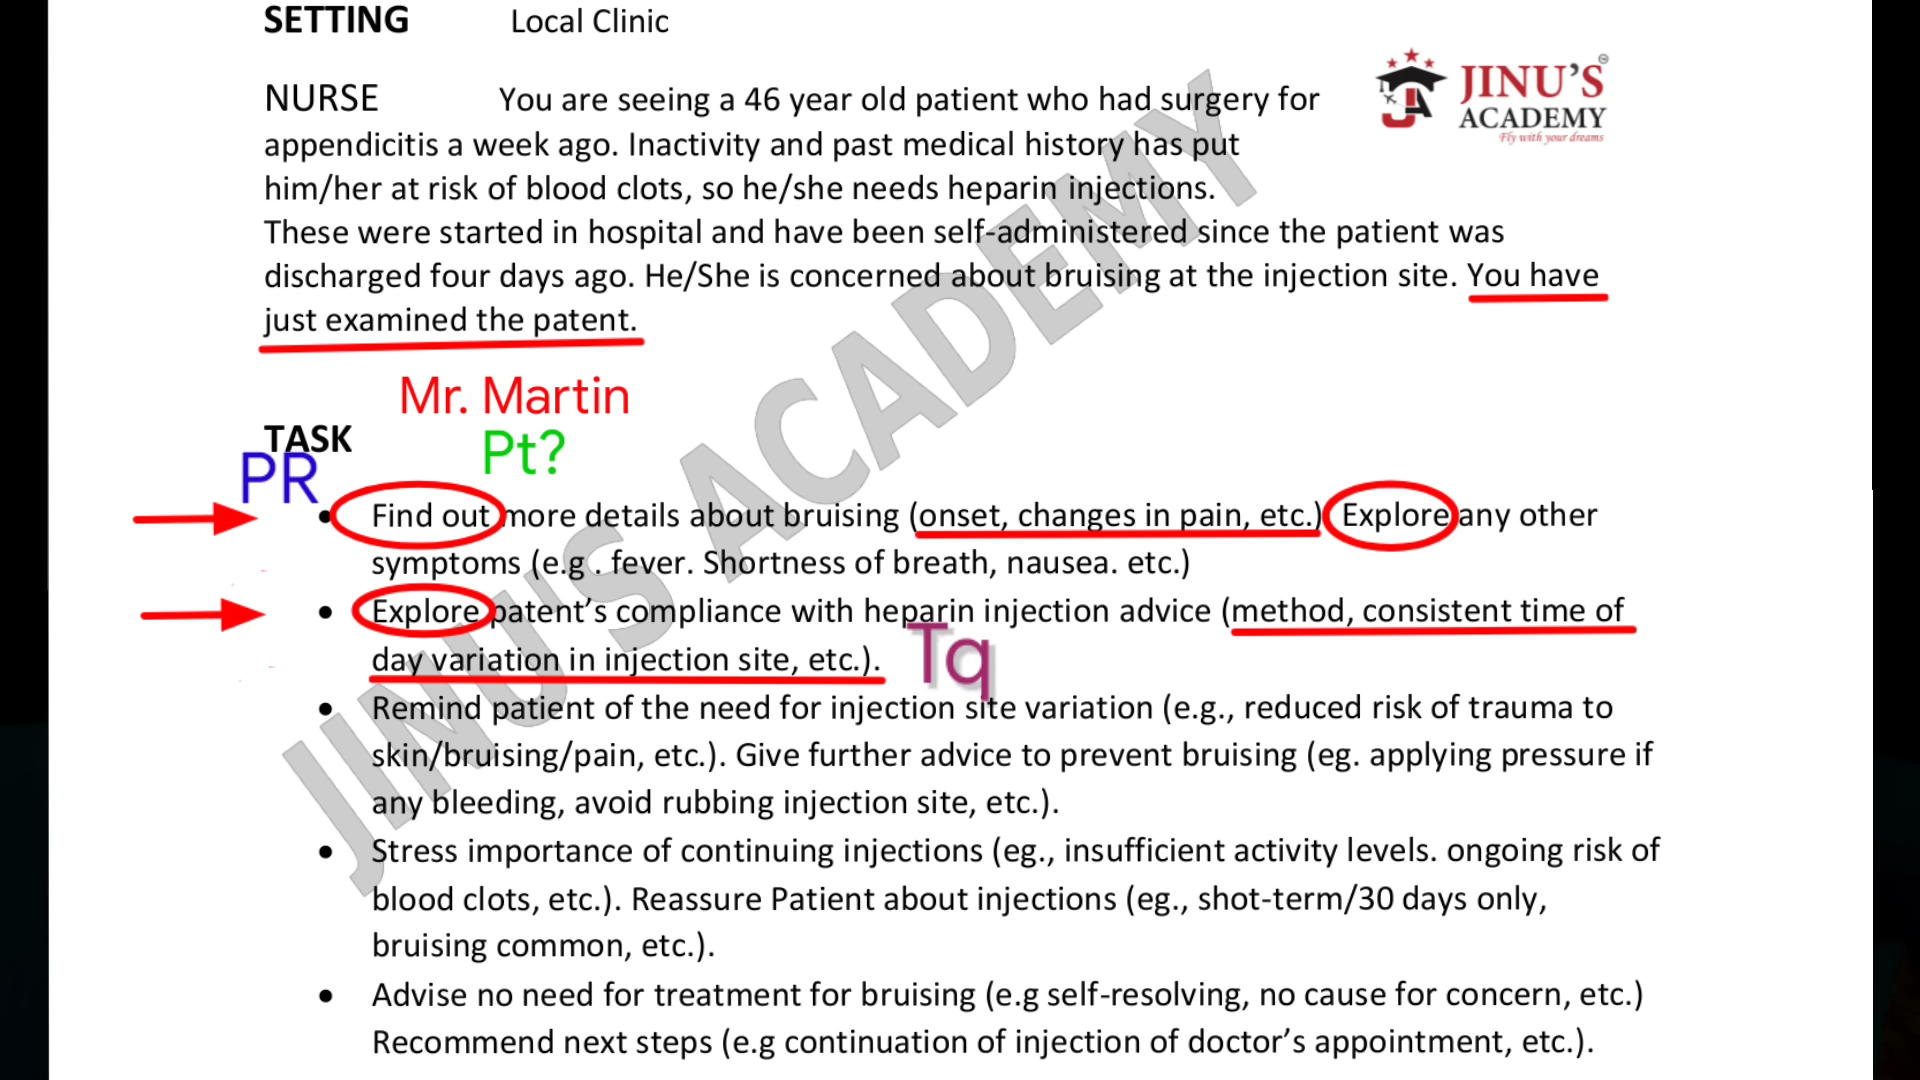 SETTING Local Clinic
JINU'S
ACADEMY
Fly with your dreams
NURSE You are seeing a 46 year old patient who had surgery for
appendicitis a week ago. Inactivity and past medical history has put
him/her at risk of blood clots, so he/she needs heparin injections.
These were started in hospital and have been self-administered since the patient was
discharged four days ago. He/She is concerned about bruising at the injection site. You have
just examined the patent.
Mr. Martin
TASK
Pt?
PR
• Find out more details about bruising (onset, changes in pain, etc.) Explore any other
symptoms (e.g . fever. Shortness of breath, nausea. etc.)
• Explore patent's compliance with heparin injection advice (method, consistent time of
day variation in injection site, etc.).
Tq
• Remind patient of the need for injection site variation (e.g., reduced risk of trauma to
skin/bruising/pain, etc.). Give further advice to prevent bruising (eg. applying pressure if
any bleeding, avoid rubbing injection site, etc.).
• Stress importance of continuing injections (eg., insufficient activity levels. ongoing risk of
blood clots, etc.). Reassure Patient about injections (eg., shot-term/30 days only,
bruising common, etc.).
• Advise no need for treatment for bruising (e.g self-resolving, no cause for concern, etc.)
Recommend next steps (e.g continuation of injection of doctor's appointment, etc.).
JINU'S ACADEMY